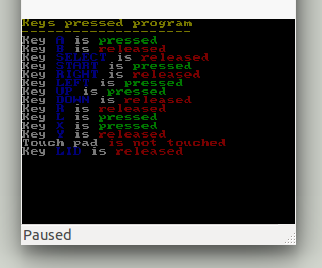 Keys pressed program
--------------------
Key A is pressed
Key B is released
Key SELECT is released
Key START is pressed
Key RIGHT is released
Key LEFT is pressed
Key UP is pressed
Key DOWN is released
Key R is released
Key L is pressed
Key X is pressed
Key Y is released
Touch pad is not touched
Key LID is released
Paused